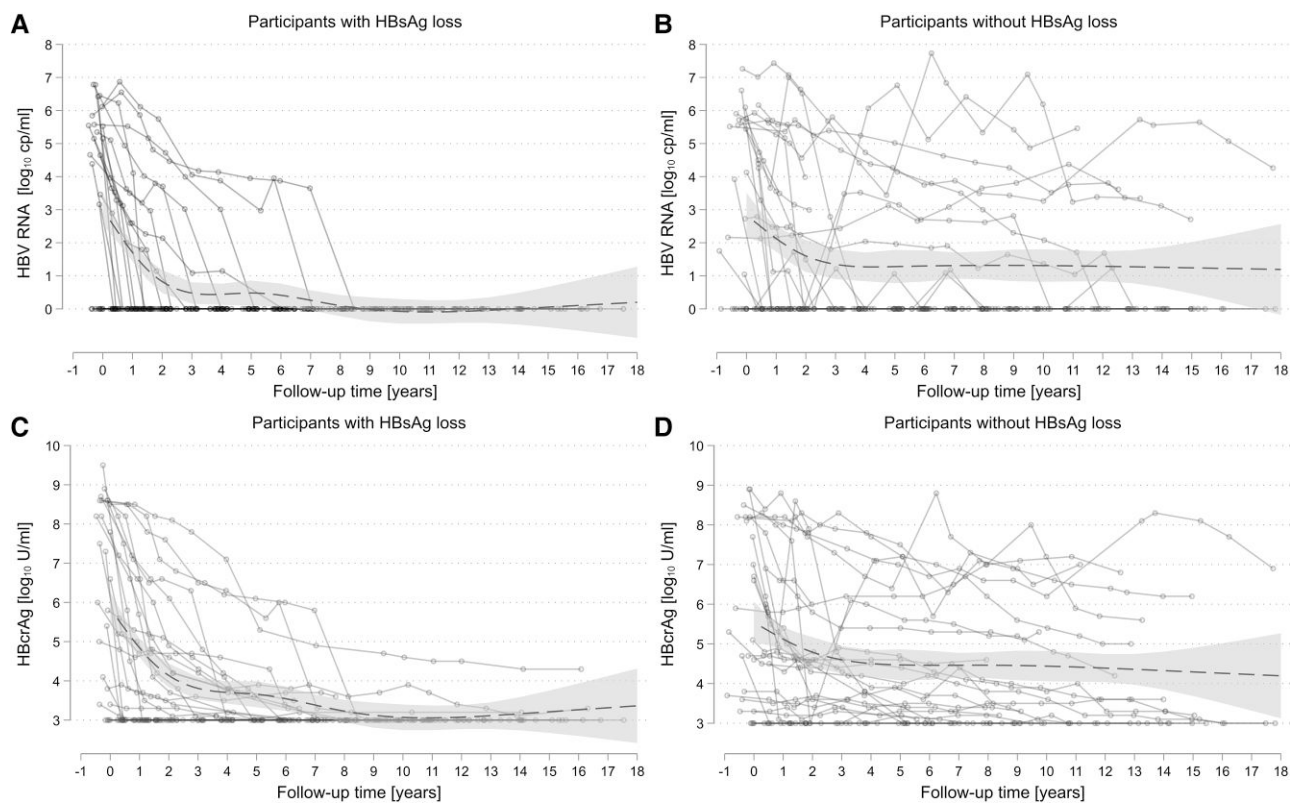 A
Participants with HBsAg loss
HBV RNA [log₁₀ cp/ml]
8
7
6
5
4
3
2
1
0
-1 0 1 2 3 4 5 6 7 8 9 10 11 12 13 14 15 16 17 18
Follow-up time [years]
B
Participants without HBsAg loss
HBV RNA [log₁₀ cp/ml]
8
7
6
5
4
3
2
1
0
-1 0 1 2 3 4 5 6 7 8 9 10 11 12 13 14 15 16 17 18
Follow-up time [years]
C
Participants with HBsAg loss
HBcrAg [log₁₀ U/ml]
10
9
8
7
6
5
4
3
-1 0 1 2 3 4 5 6 7 8 9 10 11 12 13 14 15 16 17 18
Follow-up time [years]
D
Participants without HBsAg loss
HBcrAg [log₁₀ U/ml]
10
9
8
7
6
5
4
3
-1 0 1 2 3 4 5 6 7 8 9 10 11 12 13 14 15 16 17 18
Follow-up time [years]